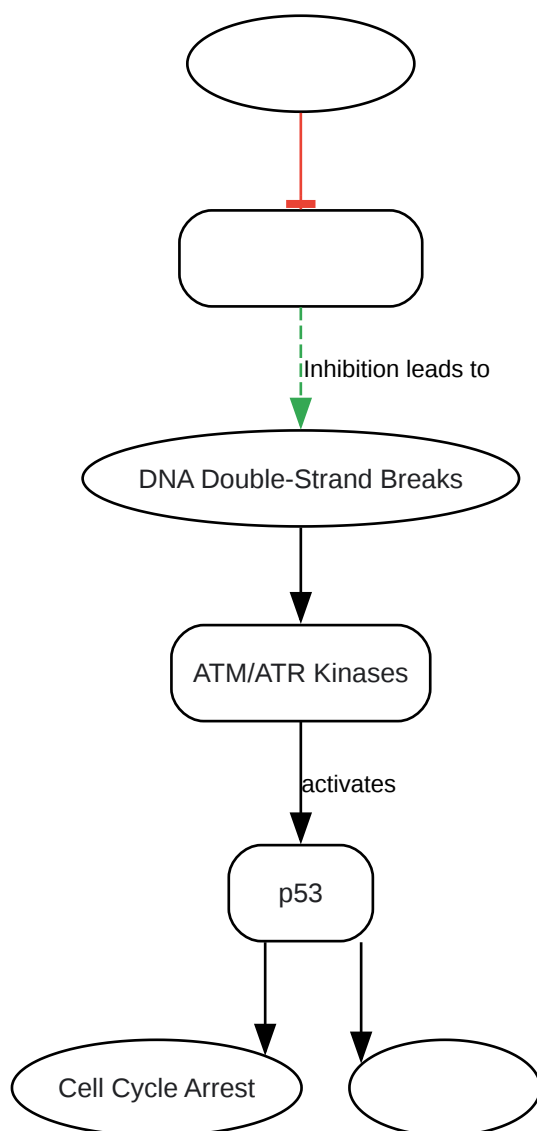 Inhibition leads to
DNA Double-Strand Breaks
ATM/ATR Kinases
activates
p53
Cell Cycle Arrest